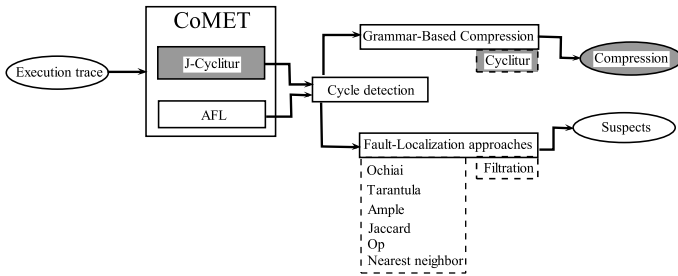 CoMET
Execution trace
J-Cyclitur
AFL
Cycle detection
Grammar-Based Compression
Cyclitur
Compression
Fault-Localization approaches
Filtration
Suspects
Ochiai
Tarantula
Ample
Jaccard
Op
Nearest neighbor